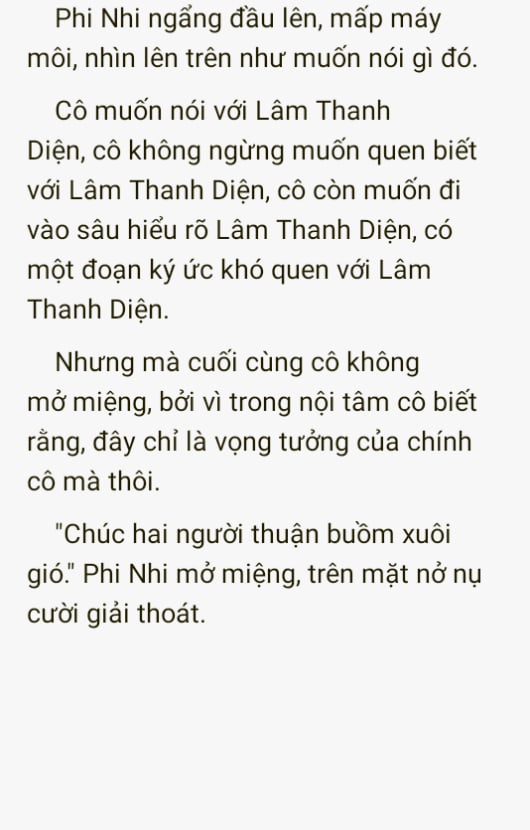 Phi Nhi ngẩng đầu lên, mấp máy
môi, nhìn lên trên như muốn nói gì đó.
Cô muốn nói với Lâm Thanh
Diện, cô không ngừng muốn quen biết
với Lâm Thanh Diện, cô còn muốn đi
vào sâu hiểu rõ Lâm Thanh Diện, có
một đoạn ký ức khó quen với Lâm
Thanh Diện.
Nhưng mà cuối cùng cô không
mở miệng, bởi vì trong nội tâm cô biết
rằng, đây chỉ là vọng tưởng của chính
cô mà thôi.
"Chúc hai người thuận buồm xuôi
gió." Phi Nhi mở miệng, trên mặt nở nụ
cười giải thoát.